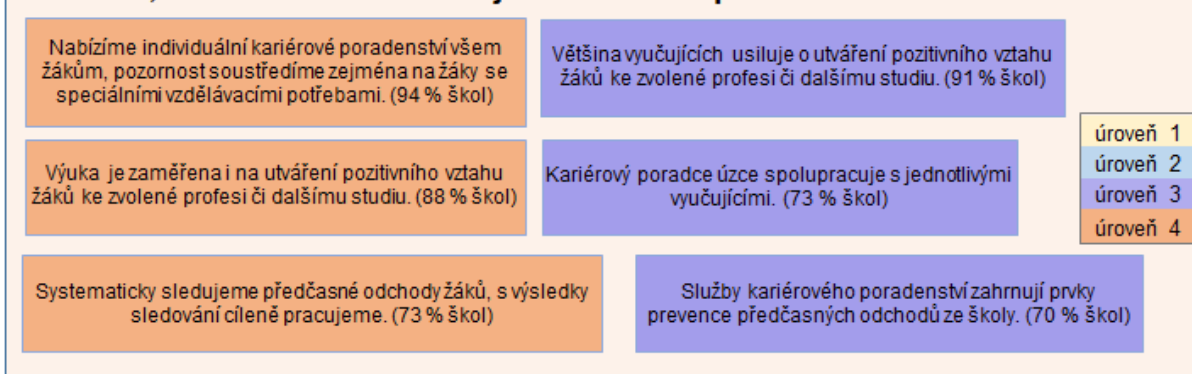 Nabízíme individuální kariérové poradenství všem
žákům, pozornost soustředíme zejména na žáky se
speciálními vzdělávacími potřebami. (94 % škol)
Většina vyučujících usiluje o utváření pozitivního vztahu
žáků ke zvolené profesi či dalšímu studiu. (91 % škol)
Výuka je zaměřena i na utváření pozitivního vztahu
žáků ke zvolené profesi či dalšímu studiu. (88 % škol)
Kariérový poradce úzce spolupracuje s jednotlivými
vyučujícími. (73 % škol)
úroveň 1
úroveň 2
úroveň 3
úroveň 4
Systematicky sledujeme předčasné odchody žáků, s výsledky
sledování cíleně pracujeme. (73 % škol)
Služby kariérového poradenství zahrnují prvky
prevence předčasných odchodů ze školy. (70 % škol)